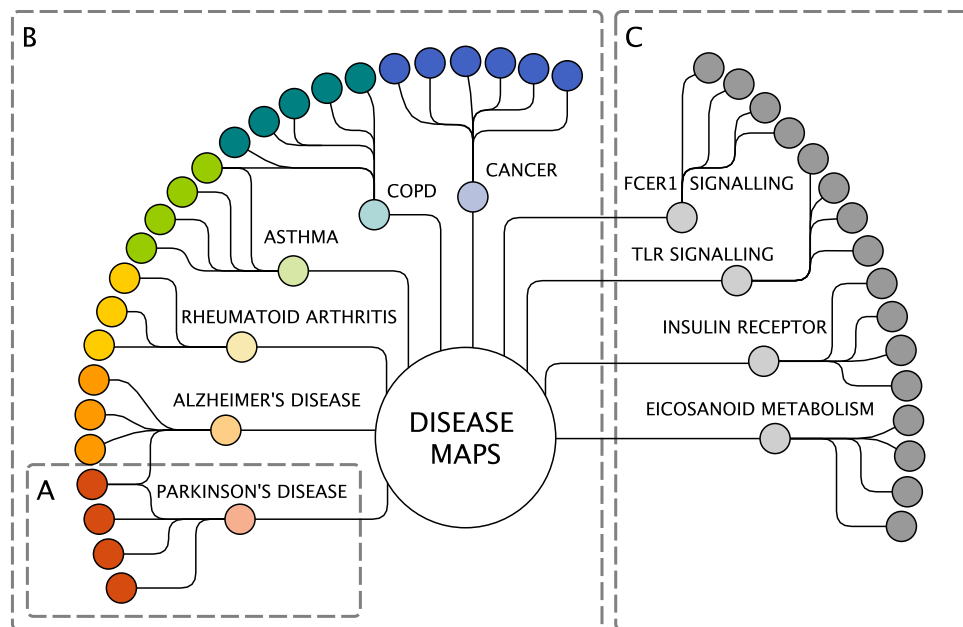 B
C
CANCER
COPD
FCER1 SIGNALLING
ASTHMA
TLR SIGNALLING
RHEUMATOID ARTHRITIS
INSULIN RECEPTOR
ALZHEIMER'S DISEASE
EICOSANOID METABOLISM
DISEASE
MAPS
A
PARKINSON'S DISEASE